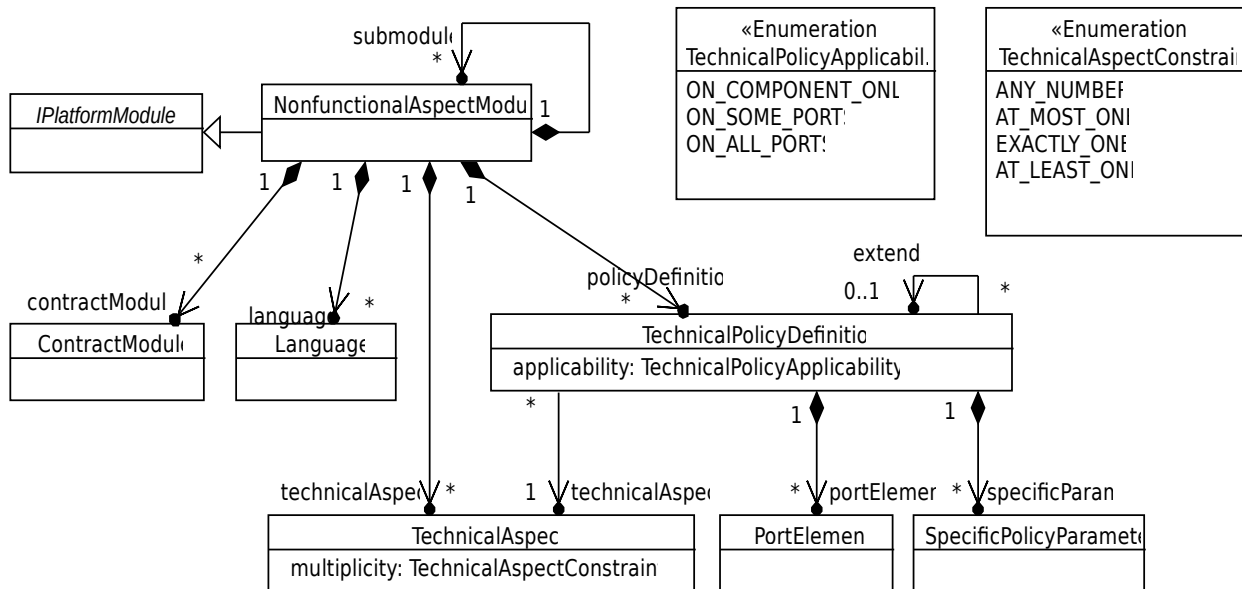 submodule
*
«Enumeration
TechnicalPolicyApplicabil.
ON_COMPONENT_ONL
ON_SOME_PORTS
ON_ALL_PORTS
«Enumeration
TechnicalAspectConstrain
ANY_NUMBER
AT_MOST_ONE
EXACTLY_ONE
AT_LEAST_ONE
IPlatformModule
NonfunctionalAspectModu
1
1
1
1
1
*
contractModul
ContractModule
language
*
Language
policyDefinitio
*
extend
0..1
*
TechnicalPolicyDefinitio
applicability: TechnicalPolicyApplicability
*
1
1
technicalAspec
*
1
technicalAspec
*
portElemen
*
specificParan
TechnicalAspec
multiplicity: TechnicalAspectConstrain
PortElemen
SpecificPolicyParamete